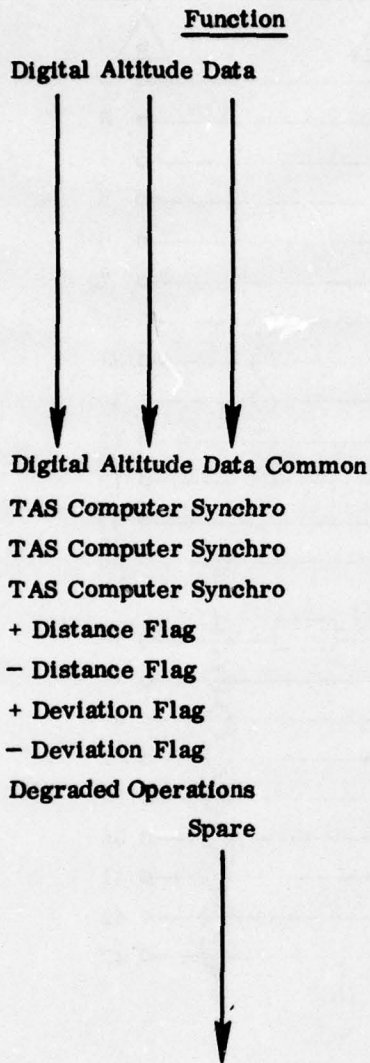 Function
Digital Altitude Data
Digital Altitude Data Common
TAS Computer Synchro
TAS Computer Synchro
TAS Computer Synchro
+ Distance Flag
− Distance Flag
+ Deviation Flag
− Deviation Flag
Degraded Operations
Spare